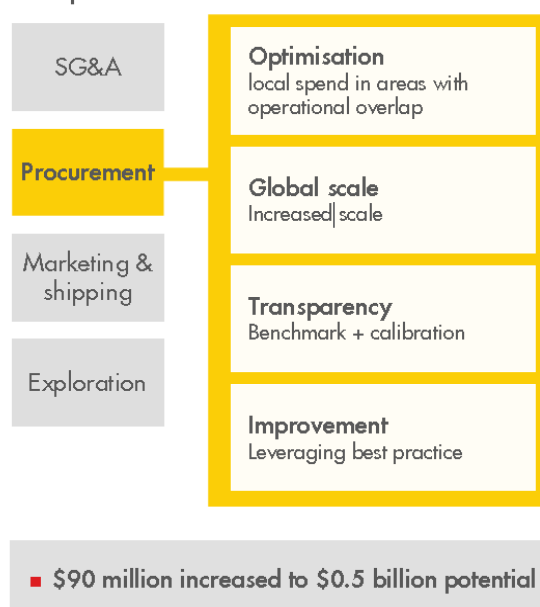 SG&A
Procurement
Marketing &
shipping
Exploration
Optimisation
local spend in areas with
operational overlap
Global scale
Increased scale
Transparency
Benchmark + calibration
Improvement
Leveraging best practice
$90 million increased to $0.5 billion potential